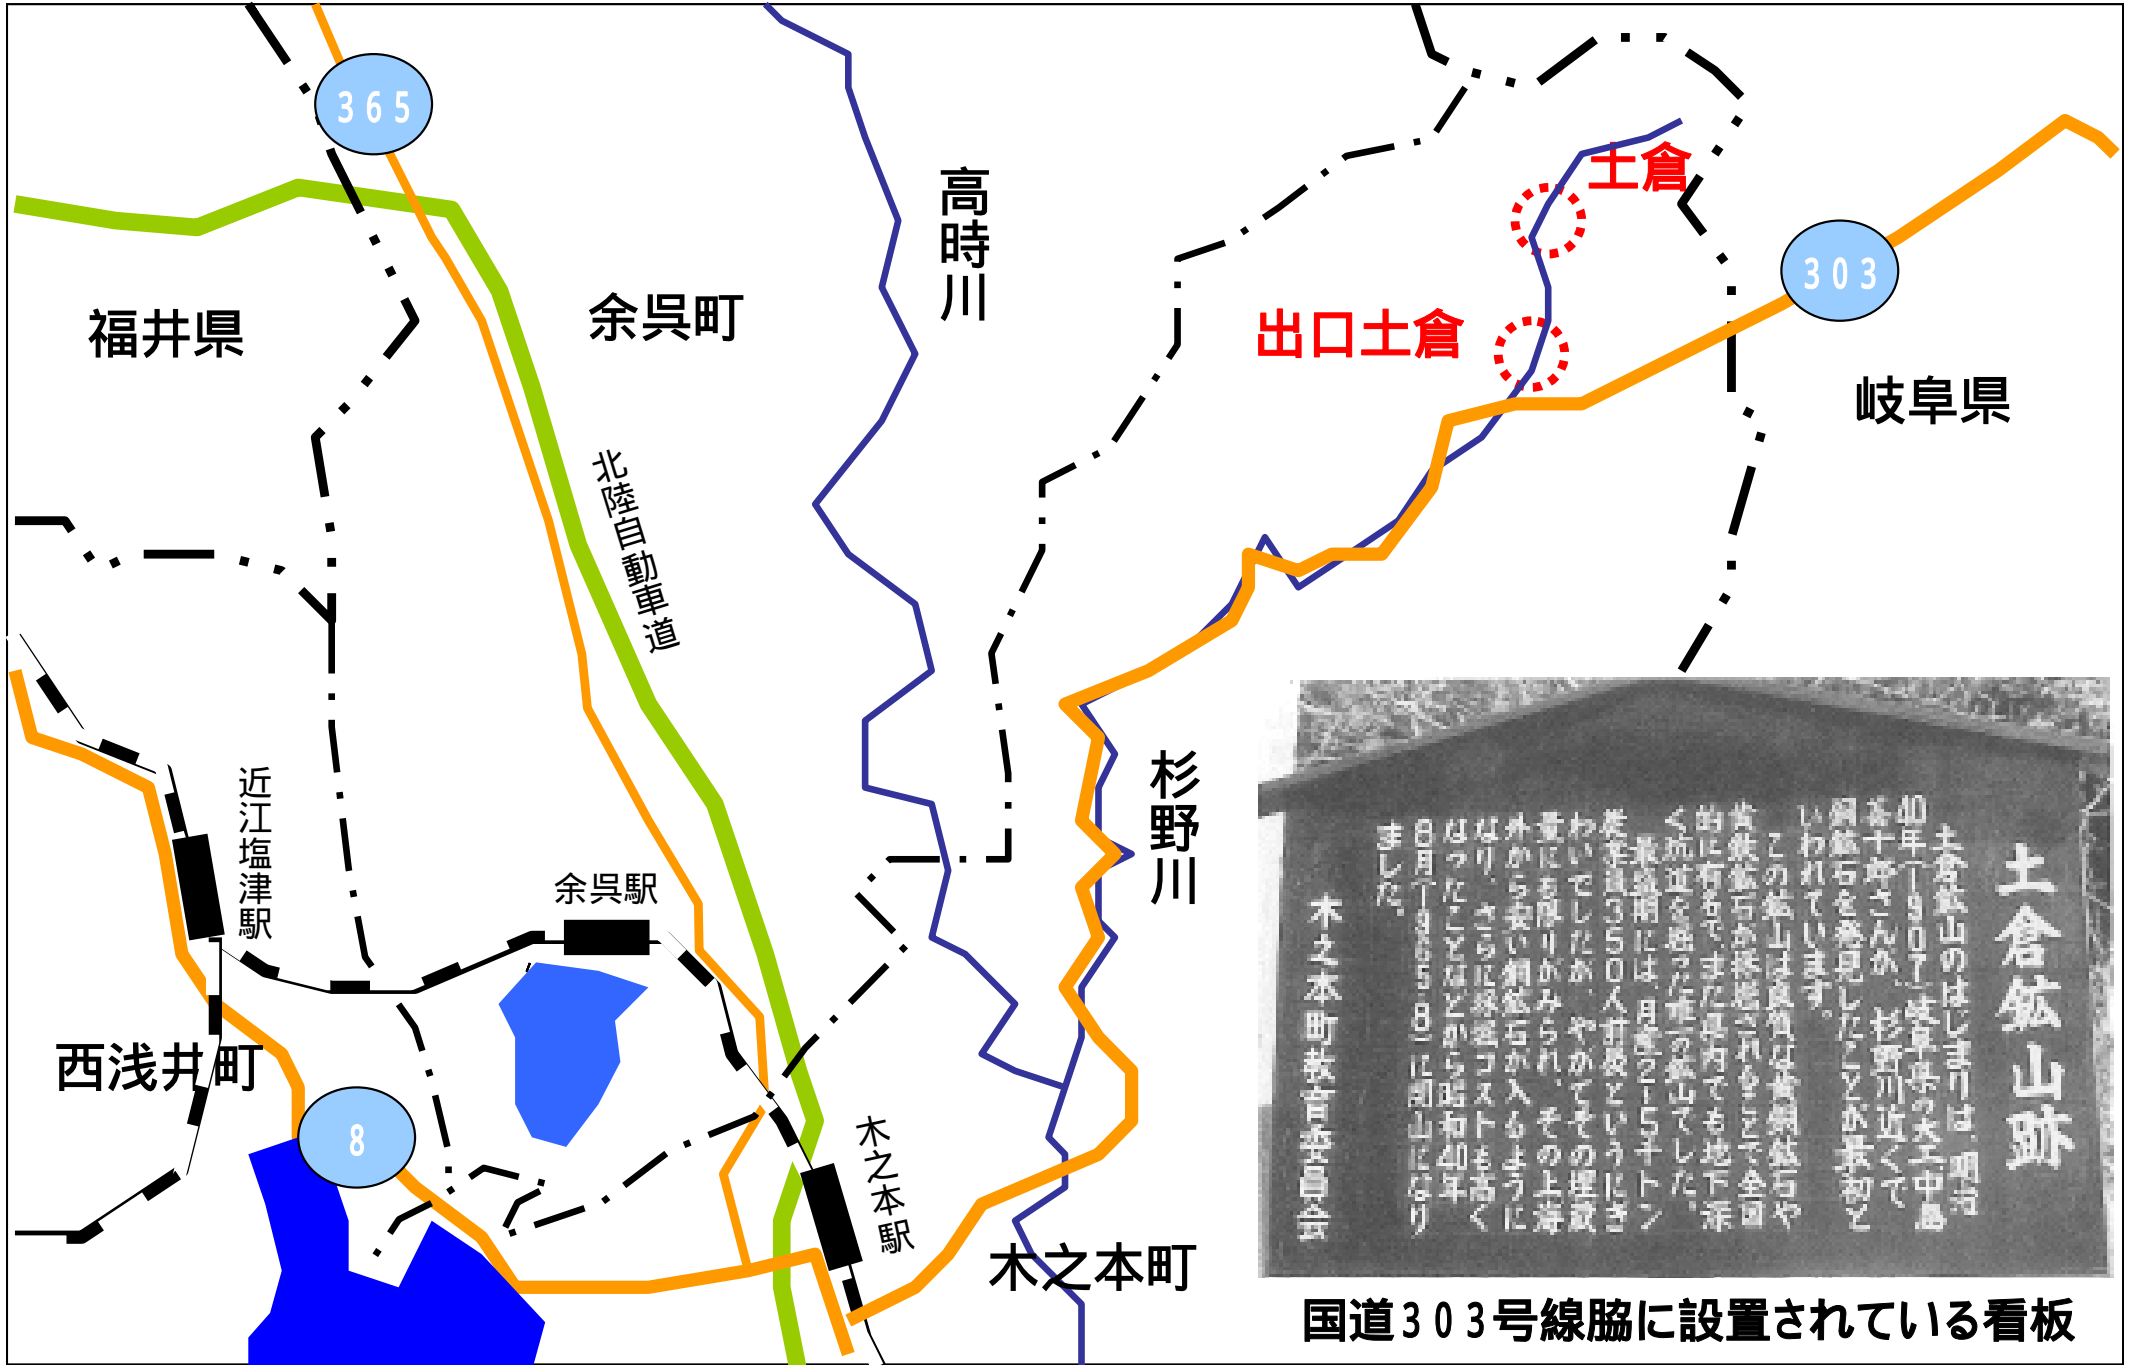 365
高時川
土倉
303
福井県
余呉町
出口土倉
岐阜県
北陸自動車道
近江塩津駅
余呉駅
杉野川
西浅井町
8
木之本駅
木之本町
土倉鉱山跡
土倉鉱山のはじまりは、明治
40年(1907)岐阜県の大工中島
喜十郎さんが、杉野川近くで
銅鉱石を発見したことが最初と
いわれています。
この鉱山は良質な黄銅鉱石や
黄鉄鉱石が採鉱されることで全国
的に有名で、また県内でも地下深
く坑道を掘った唯一の鉱山でした。
最盛期には、月産215千トン
従業員350人前後というにぎ
わいでしたが、やがてその埋蔵
量にも限りがみられ、その上海
外から安い銅鉱石が入るように
なり、さらに採鉱コストも高く
なったことなどから昭和40年
8月(1965・8)に閉山になり
ました。
木之本町教育委員会
国道303号線脇に設置されている看板